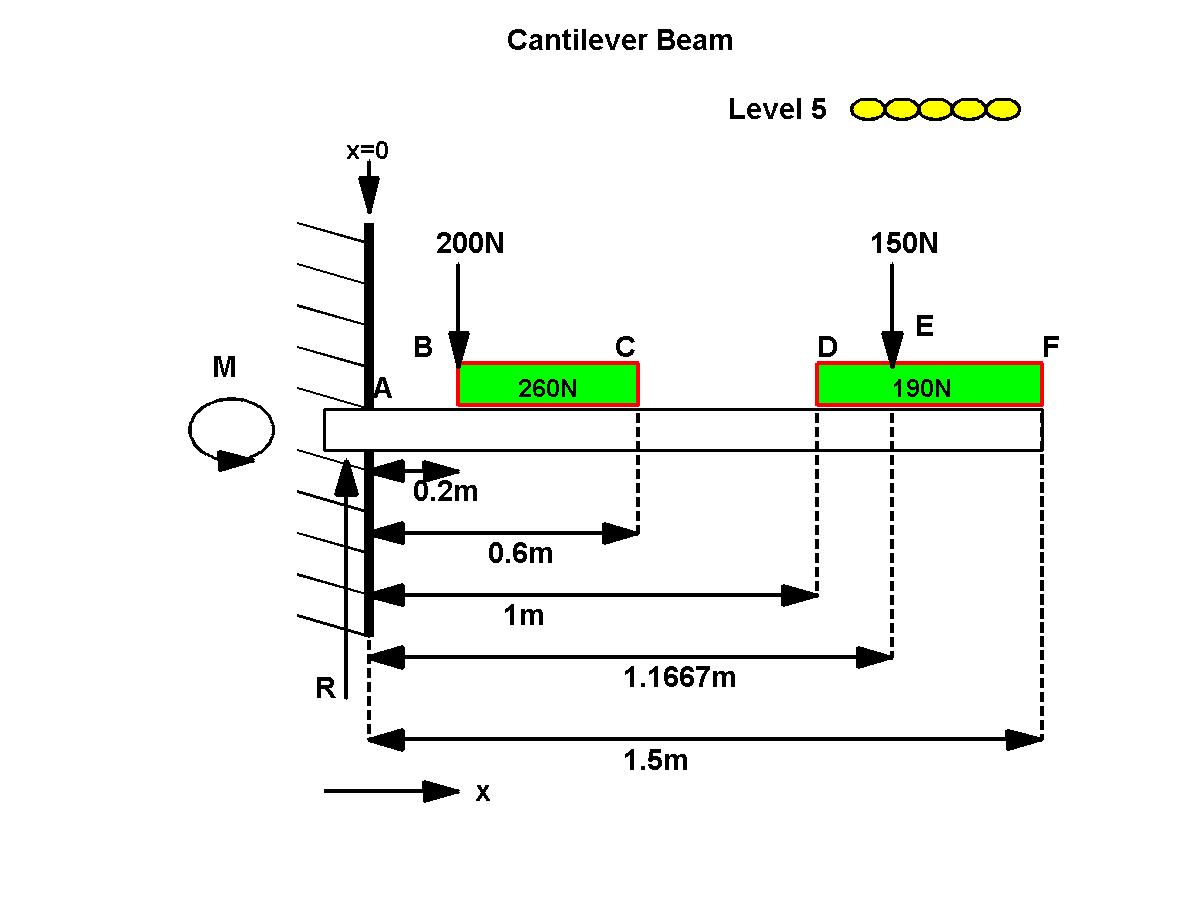 Cantilever Beam
Level 5
x=0
200N
150N
E
B
C
D
F
M
A
260N
190N
0.2m
0.6m
1m
1.1667m
R
1.5m
x